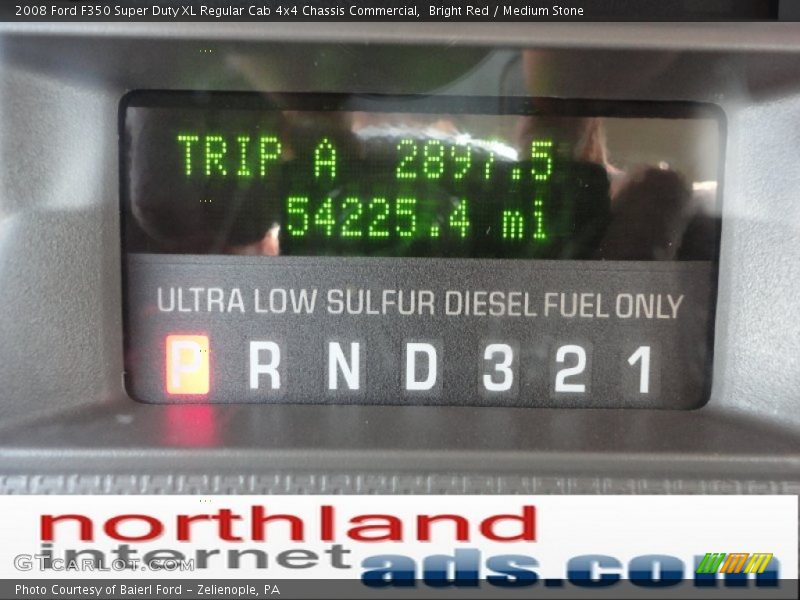 2008 Ford F350 Super Duty XL Regular Cab 4x4 Chassis Commercial,  Bright Red / Medium Stone
TRIP A 2897.5
54225.4 mi
ULTRA LOW SULFUR DIESEL FUEL ONLY
P R N D 3 2 1
northland
internet
ads.com
GTCARLOT.COM
Photo Courtesy of Baierl Ford – Zelienople, PA